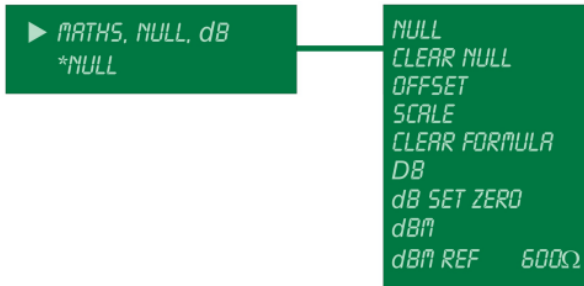 ▶ MATHS, NULL, dB
*NULL
NULL
CLEAR NULL
OFFSET
SCALE
CLEAR FORMULA
DB
dB SET ZERO
dBM
dBM REF 600Ω